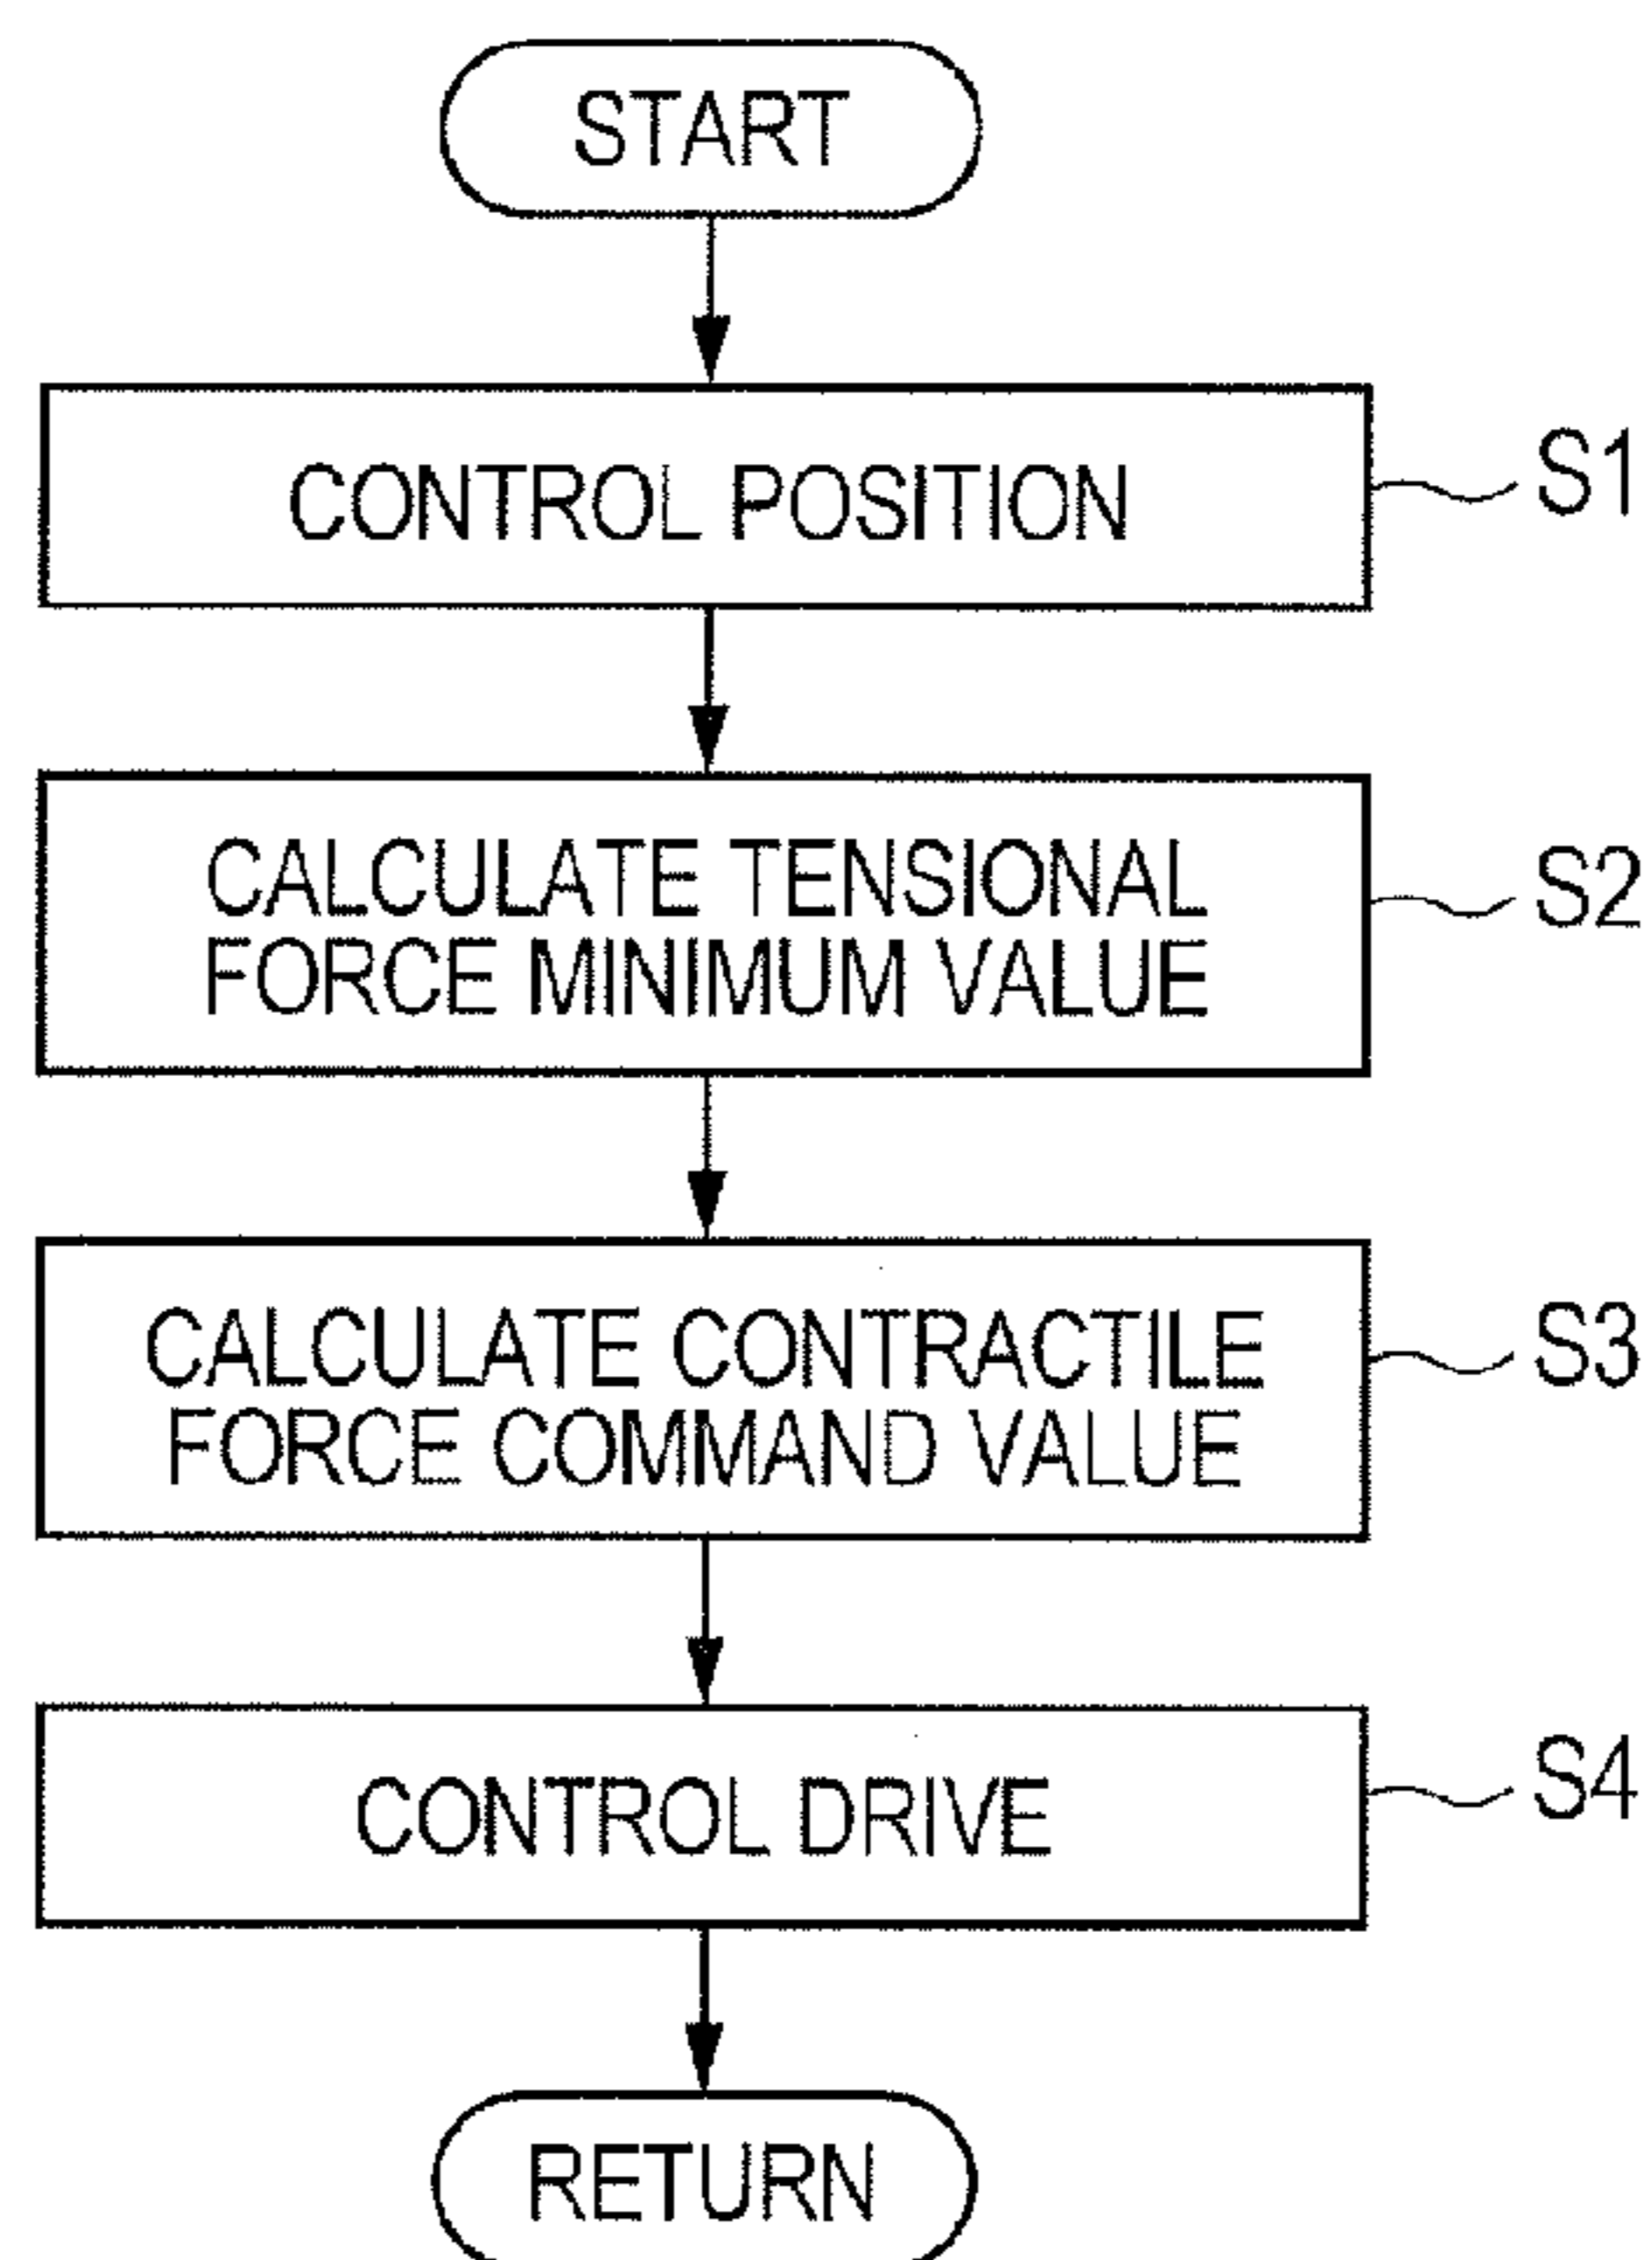 START
CONTROL POSITION
S1
CALCULATE TENSIONAL
FORCE MINIMUM VALUE
S2
CALCULATE CONTRACTILE
FORCE COMMAND VALUE
S3
CONTROL DRIVE
S4
RETURN